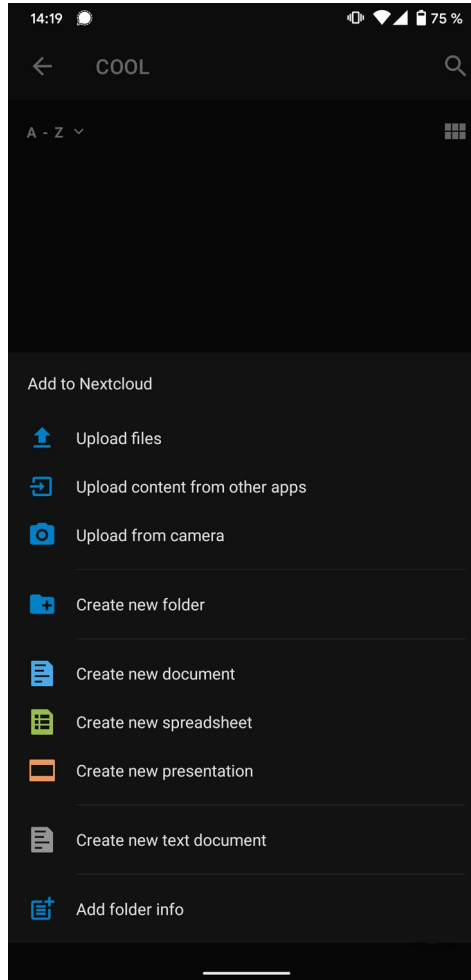 14:19 75 %
COOL
A - Z
Add to Nextcloud
Upload files
Upload content from other apps
Upload from camera
Create new folder
Create new document
Create new spreadsheet
Create new presentation
Create new text document
Add folder info